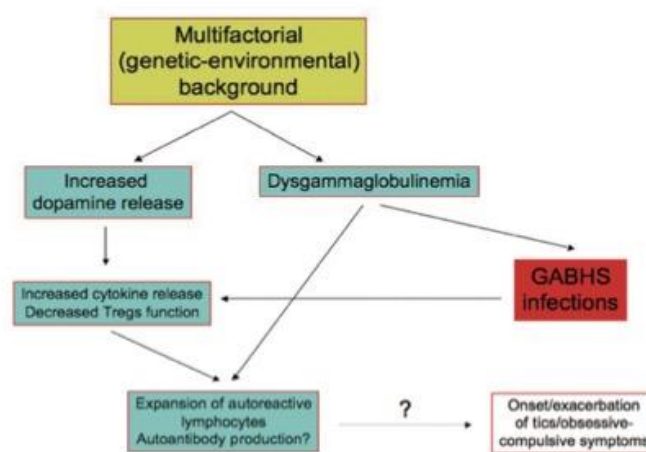 Multifactorial
(genetic-environmental)
background
Increased
dopamine release
Dysgammaglobulinemia
Increased cytokine release
Decreased Tregs function
GABHS
infections
Expansion of autoreactive
lymphocytes
Autoantibody production?
?
Onset/exacerbation
of tics/obsessive-
compulsive symptoms